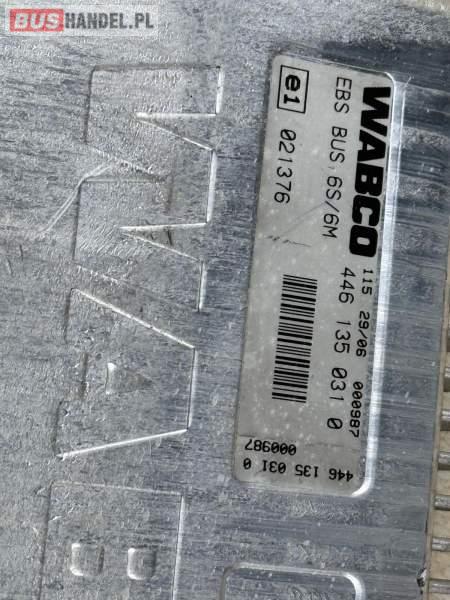 BUSHANDEL.PL
WABCO
115 29/06 000987
EBS BUS, 6S/6M
446 135 031 0
e1
021376
446 135 031 0
000987